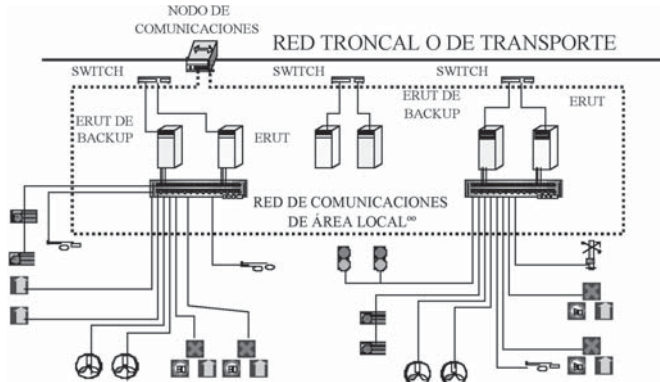 NODO DE
COMUNICACIONES
RED TRONCAL O DE TRANSPORTE
SWITCH
SWITCH
SWITCH
ERUT DE
BACKUP
ERUT
ERUT DE
BACKUP
ERUT
RED DE COMUNICACIONES
DE ÁREA LOCAL∞